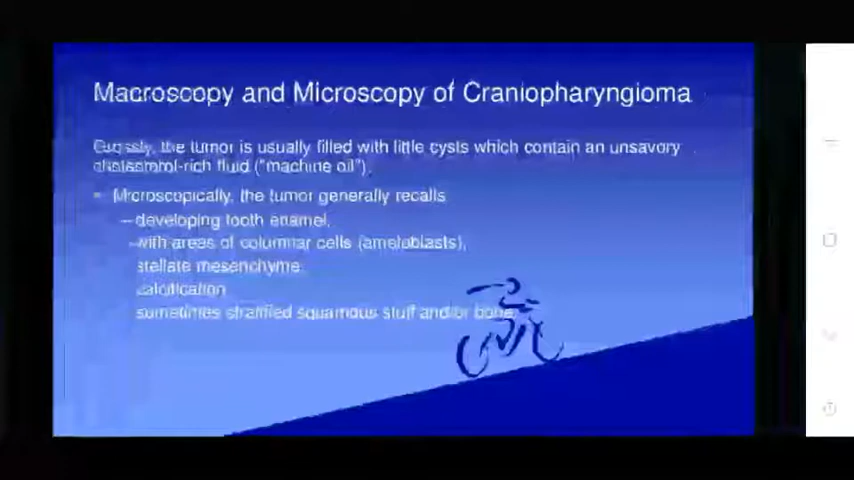 Macroscopy and Microscopy of Craniopharyngioma
Grossly, the tumor is usually filled with little cysts which contain an unsavory
cholesterol-rich fluid ("machine oil").
Microscopically, the tumor generally recalls
– developing tooth enamel,
–with areas of columnar cells (ameloblasts),
stellate mesenchyme
calcification
sometimes stratified squamous stuff and/or bone